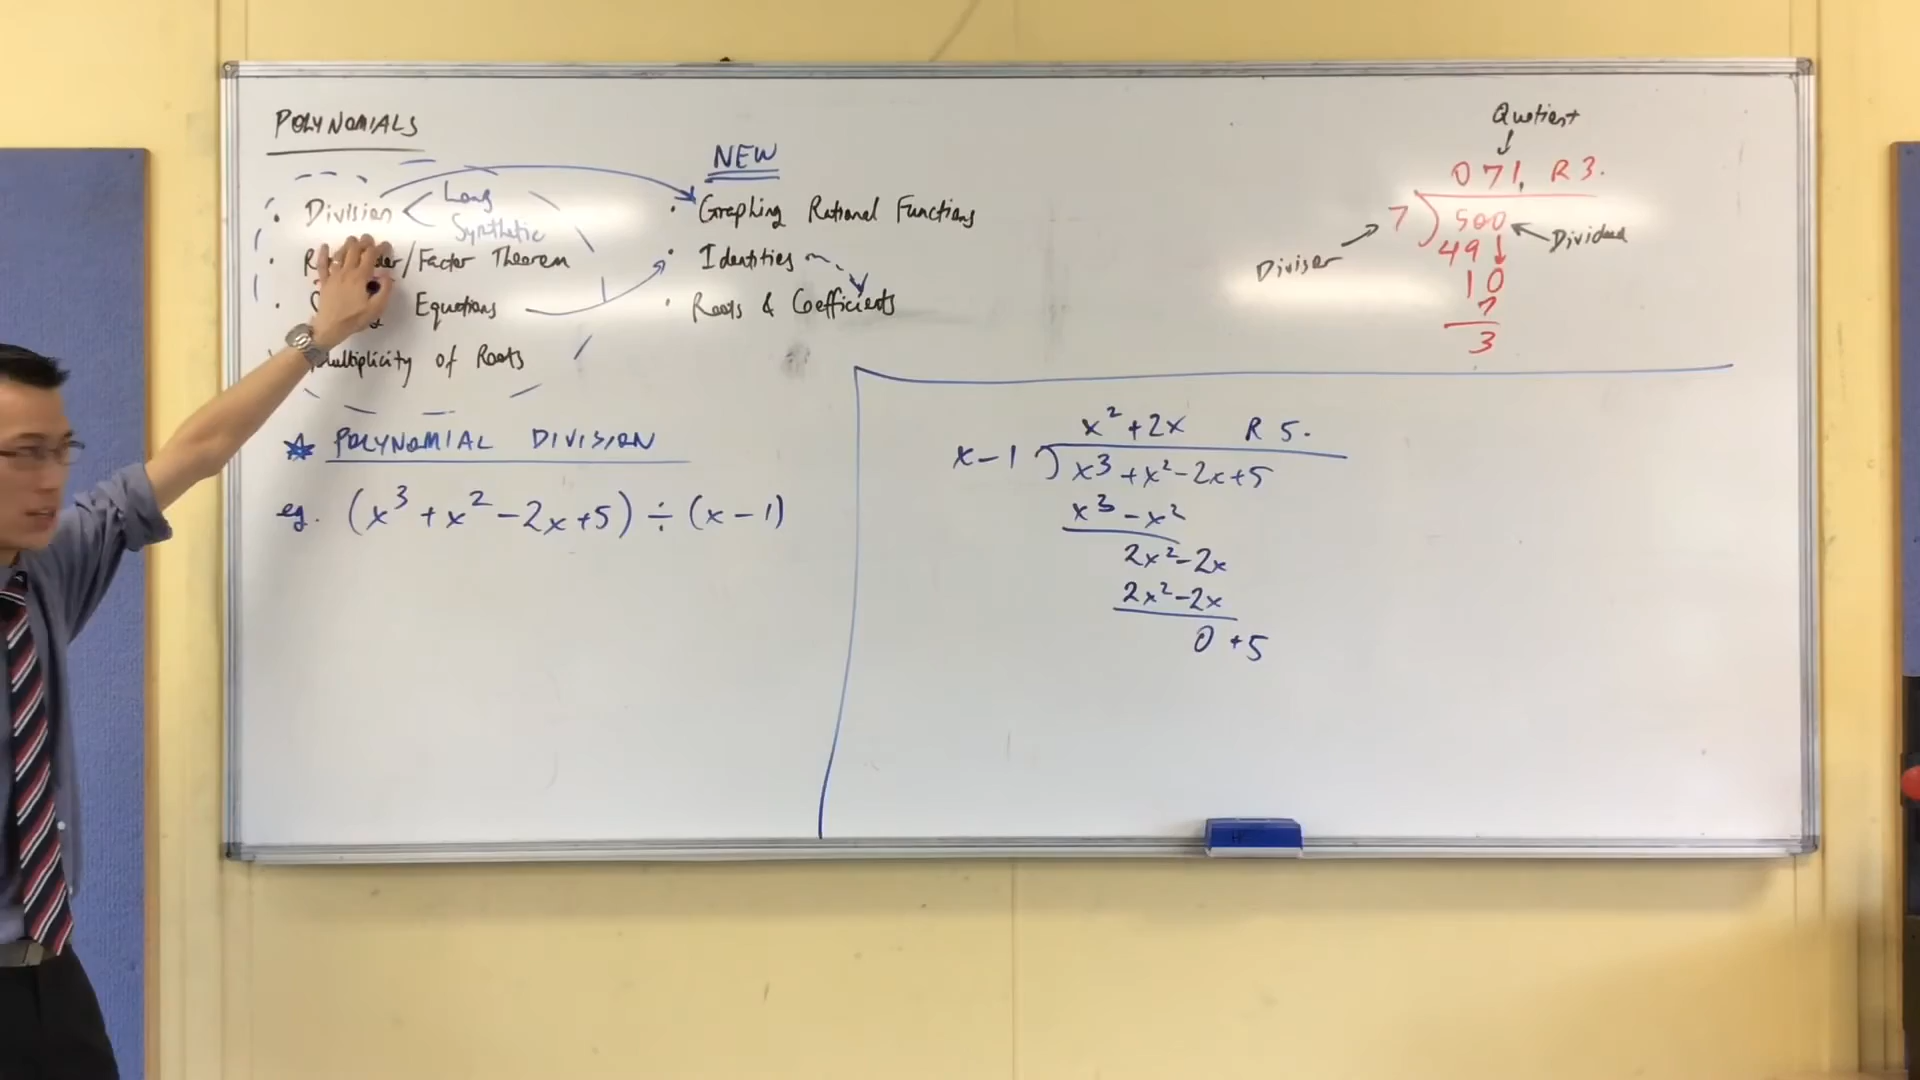 POLYNOMIALS
• Division < Long
Synthetic
• /Factor Theorem
• Equations
Multiplicity of Roots
NEW
• Graphing Rational Functions
• Identities
• Roots & Coefficients
Quotient
071, R 3.
7 ) 500
Dividend
Divisor
49
10
7
3
* POLYNOMIAL DIVISION
eg. (x³ + x² - 2x + 5) ÷ (x - 1)
x² + 2x R 5.
x - 1 ) x³ + x² - 2x + 5
x³ - x²
2x² - 2x
2x² - 2x
0 + 5